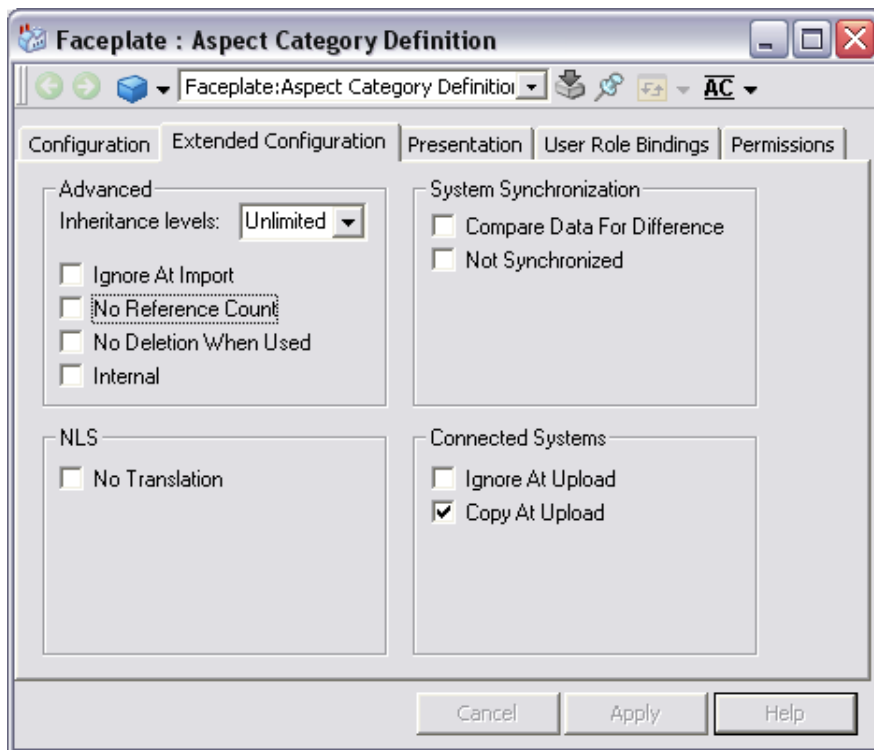 Faceplate : Aspect Category Definition
Faceplate:Aspect Category Definitio
AC
Configuration
Extended Configuration
Presentation
User Role Bindings
Permissions
Advanced
Inheritance levels: Unlimited
Ignore At Import
No Reference Count
No Deletion When Used
Internal
System Synchronization
Compare Data For Difference
Not Synchronized
NLS
No Translation
Connected Systems
Ignore At Upload
Copy At Upload
Cancel
Apply
Help